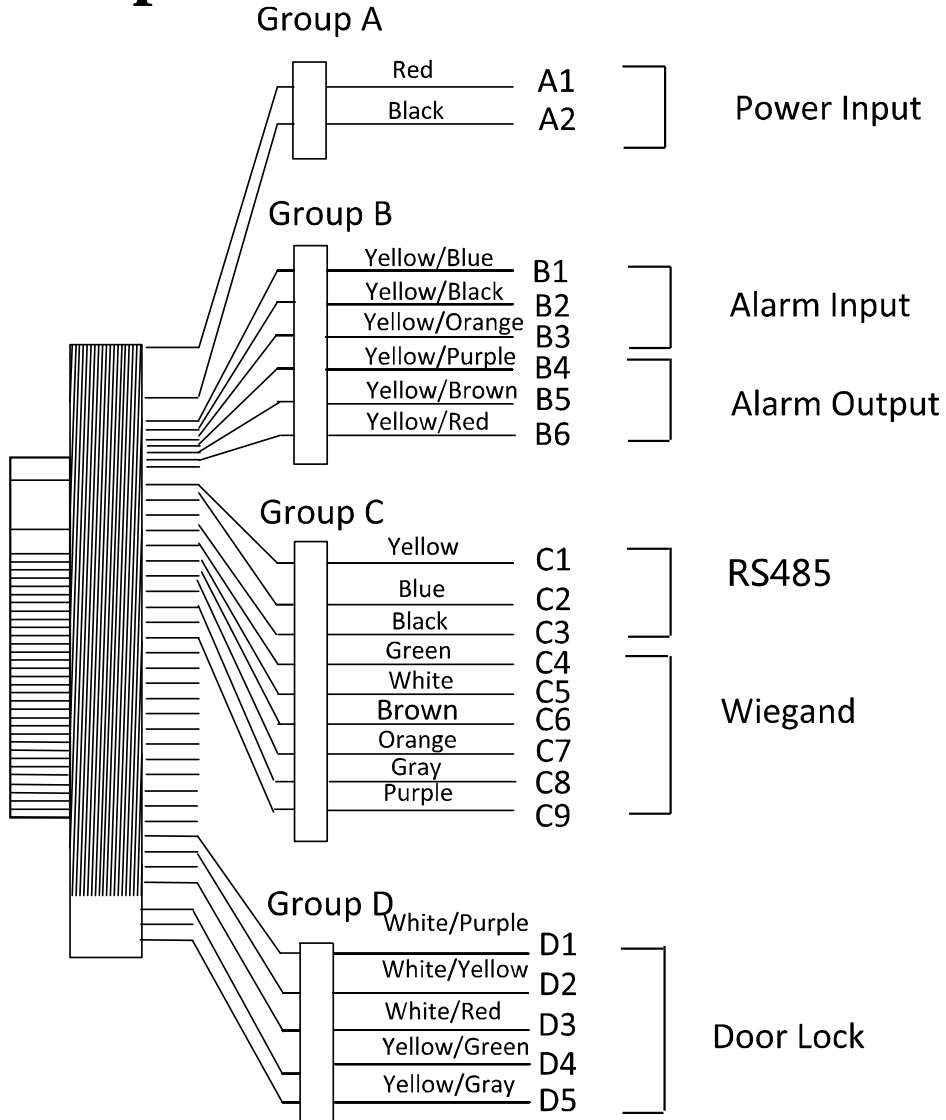 Group A
Red A1
Black A2
Power Input
Group B
Yellow/Blue B1
Yellow/Black B2
Yellow/Orange B3
Alarm Input
Yellow/Purple B4
Yellow/Brown B5
Yellow/Red B6
Alarm Output
Group C
Yellow C1
Blue C2
Black C3
RS485
Green C4
White C5
Brown C6
Orange C7
Gray C8
Purple C9
Wiegand
Group D
White/Purple D1
White/Yellow D2
White/Red D3
Yellow/Green D4
Yellow/Gray D5
Door Lock